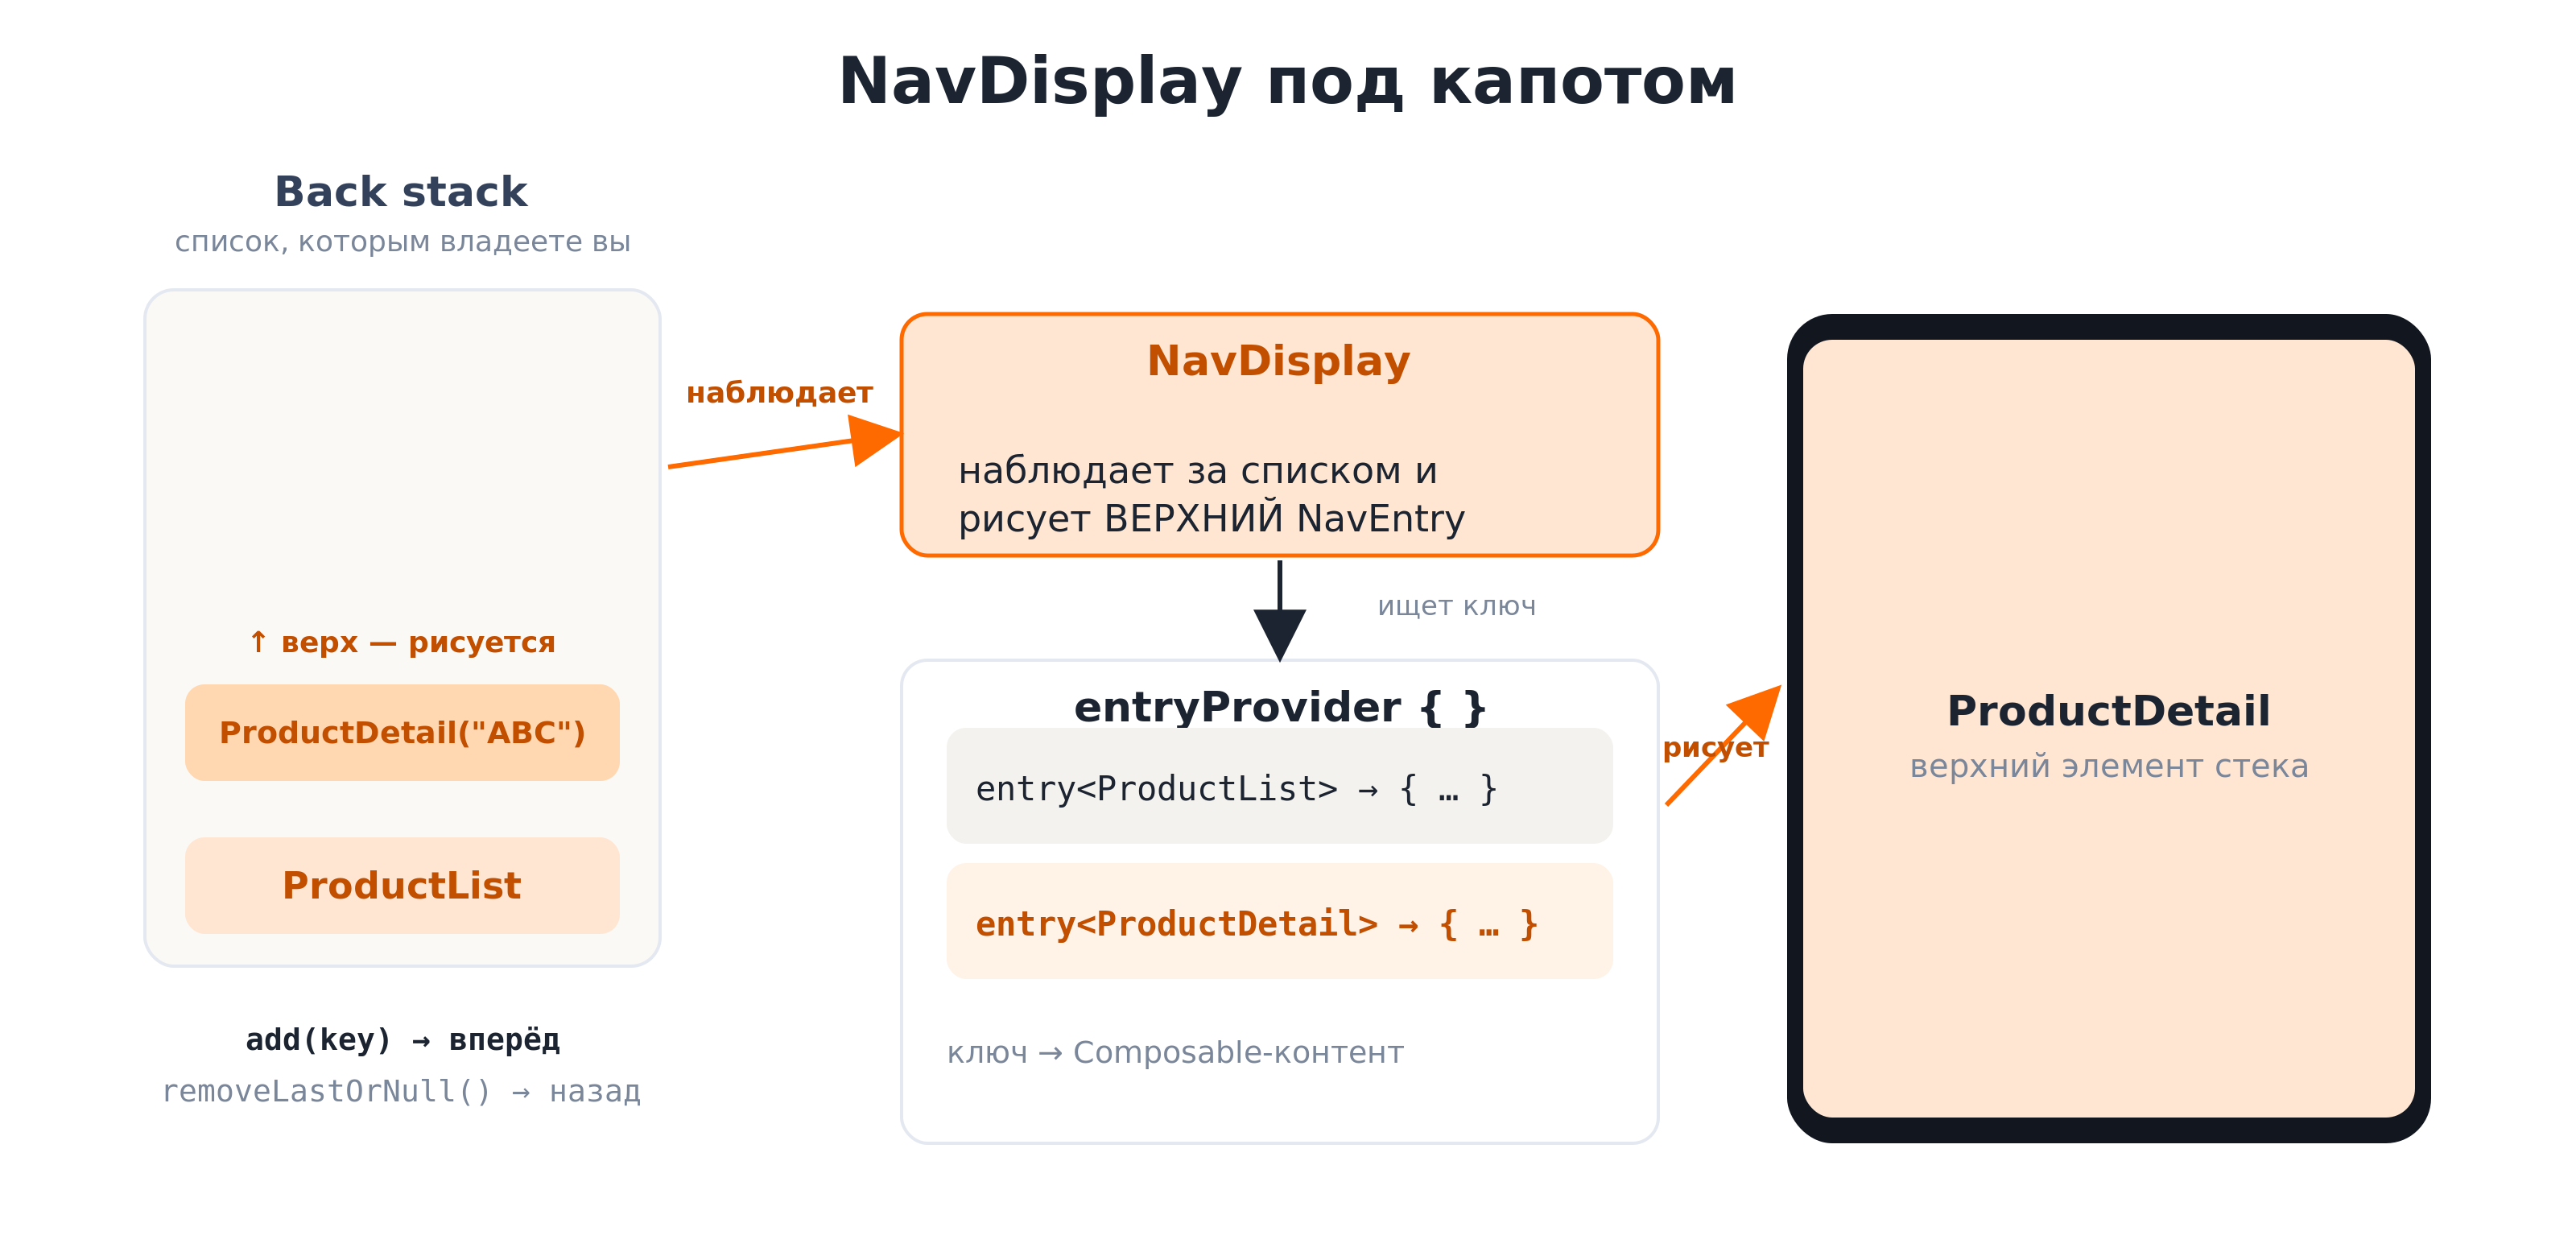 NavDisplay под капотом
Back stack
список, которым владеете вы
↑ верх — рисуется
ProductDetail("ABC")
ProductList
add(key) → вперёд
removeLastOrNull() → назад
наблюдает
NavDisplay
наблюдает за списком и
рисует ВЕРХНИЙ NavEntry
ищет ключ
entryProvider { }
entry<ProductList> → { … }
entry<ProductDetail> → { … }
ключ → Composable-контент
рисует
ProductDetail
верхний элемент стека